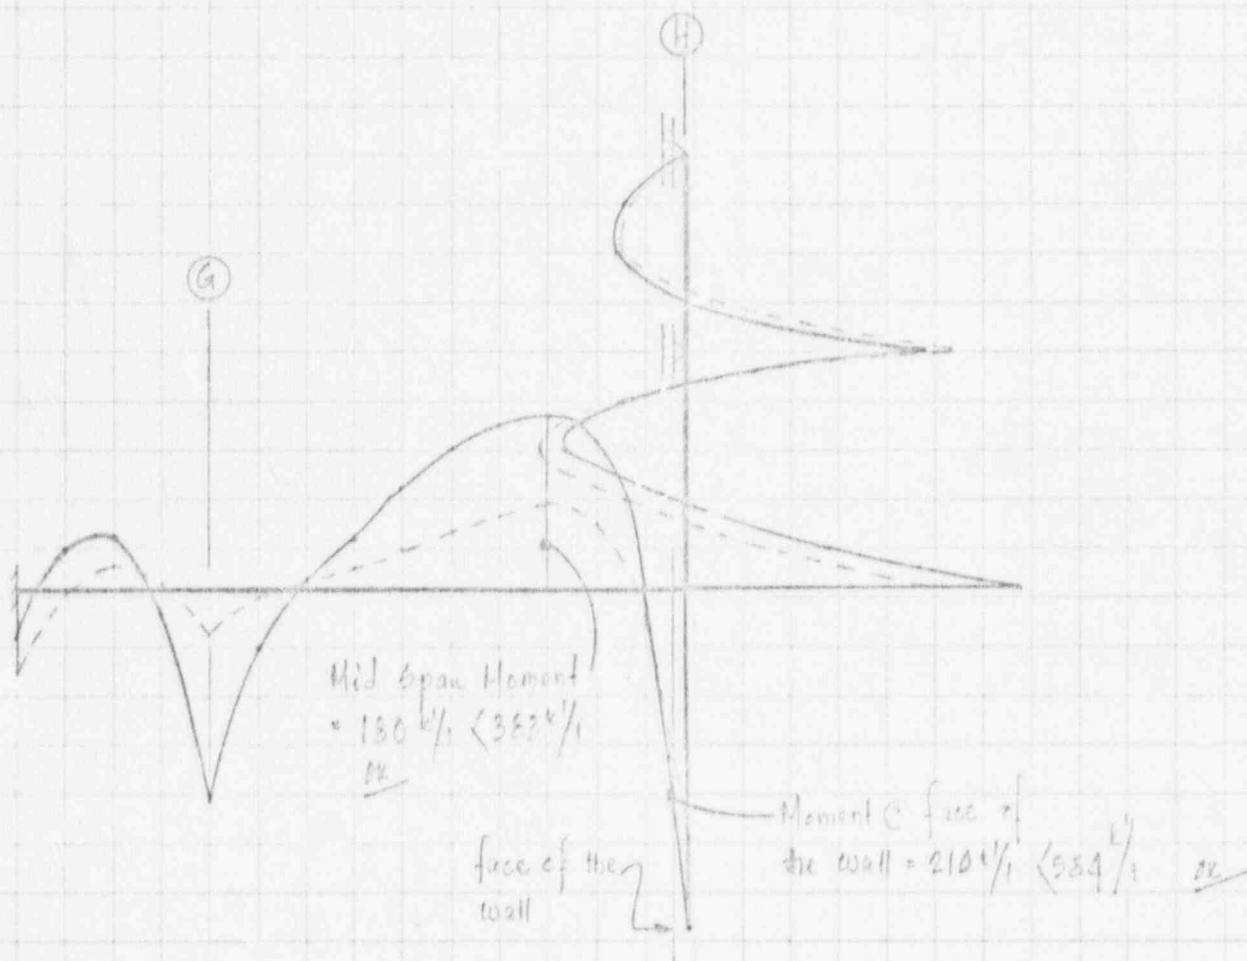 H
G
Mid Span Moment
= 180 k'/1 < 383 k'/1
OK
Moment @ face of
the wall = 210 k'/1 < 584 k'/1
OK
face of the
wall